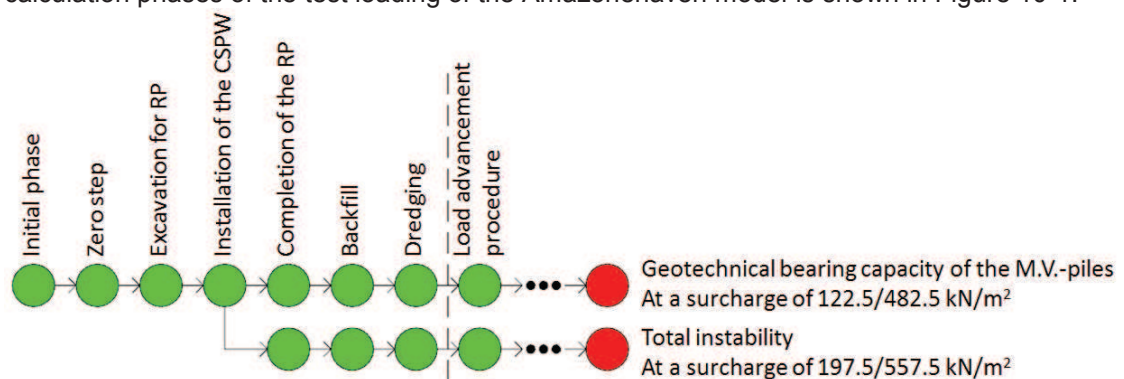 calculation phases of the test loading of the Amazonehaven model is shown in Figure 10-1.
Initial phase
Zero step
Excavation for RP
Installation of the CSPW
Completion of the RP
Backfill
Dredging
Load advancement
procedure
Geotechnical bearing capacity of the M.V.-piles
At a surcharge of 122.5/482.5 kN/m²
Total instability
At a surcharge of 197.5/557.5 kN/m²